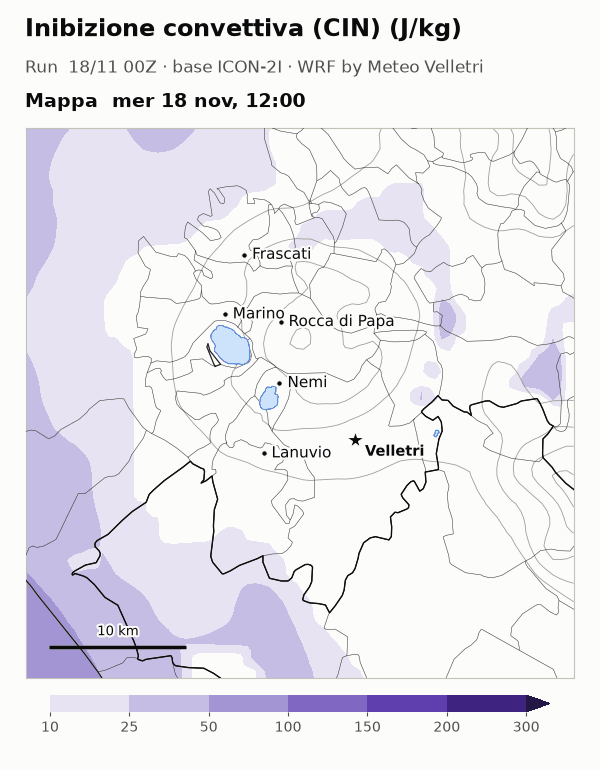 Inibizione convettiva (CIN) (J/kg)
Run  18/11 00Z · base ICON-2I · WRF by Meteo Velletri
Mappa  mer 18 nov, 12:00
Frascati
Marino
Rocca di Papa
Nemi
Velletri
Lanuvio
10 km
10 25 50 100 150 200 300